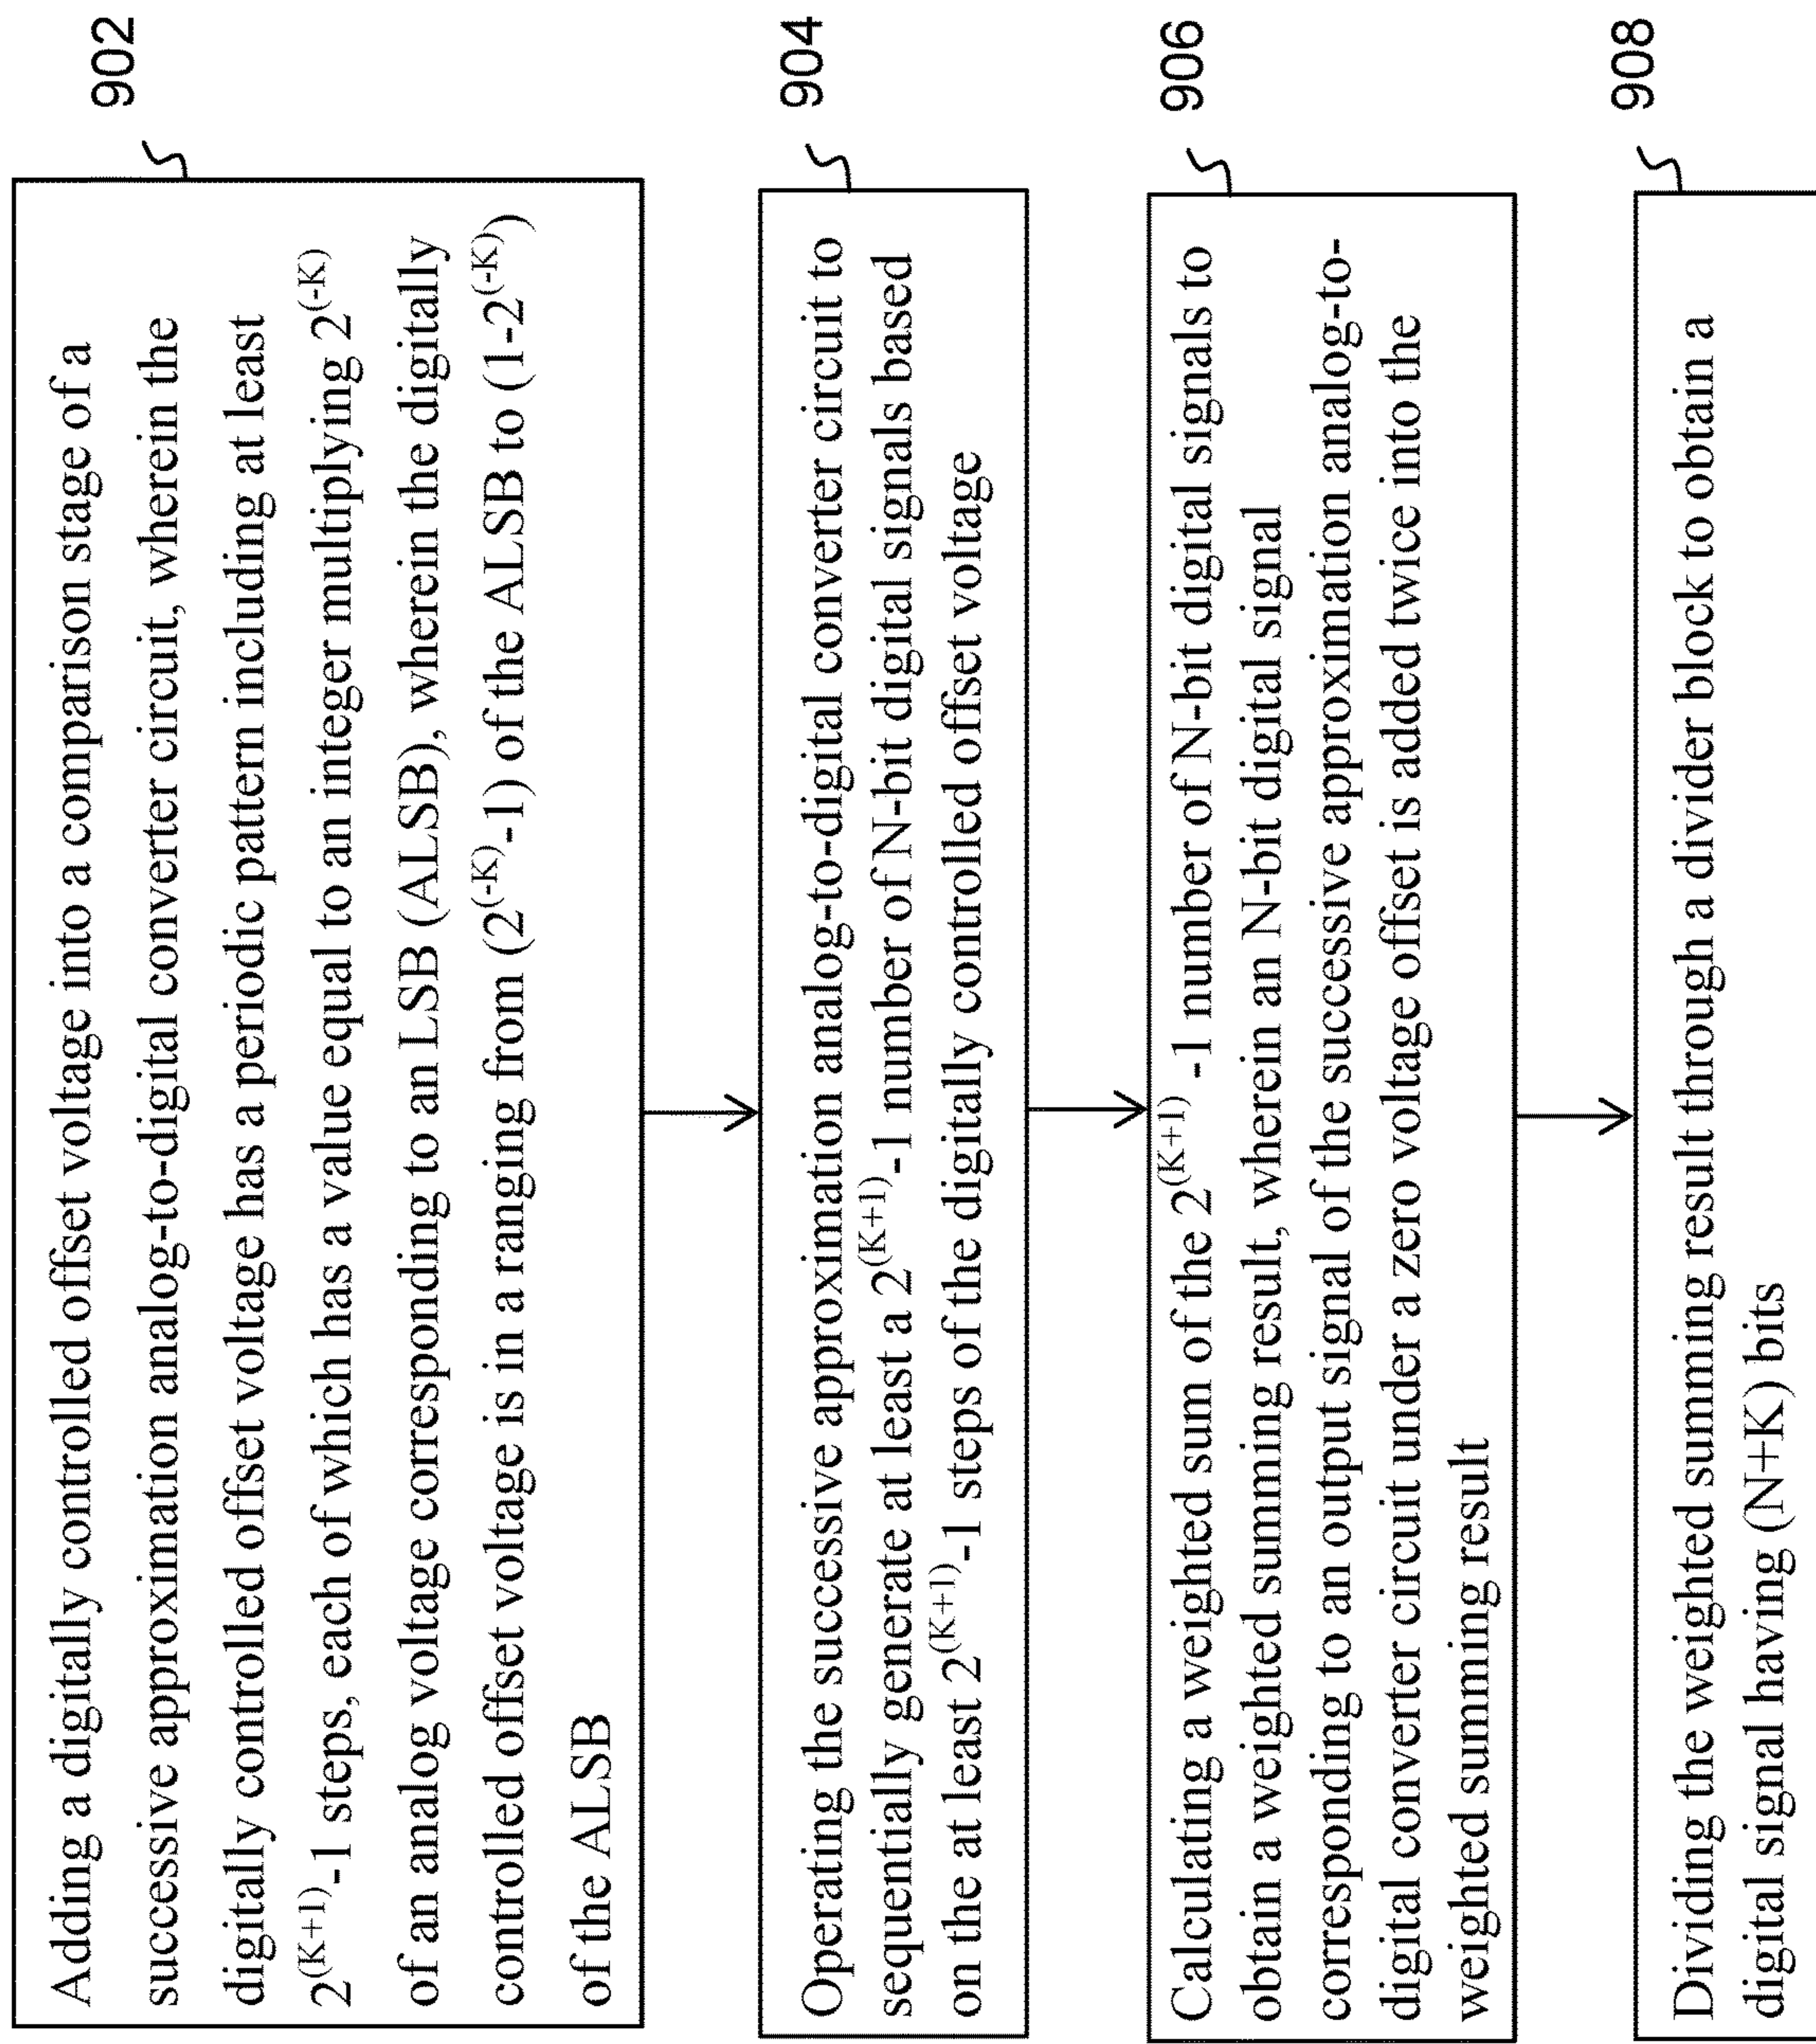 902
Adding a digitally controlled offset voltage into a comparison stage of a
successive approximation analog-to-digital converter circuit, wherein the
digitally controlled offset voltage has a periodic pattern including at least
2^(K+1)-1 steps, each of which has a value equal to an integer multiplying 2^(-K)
of an analog voltage corresponding to an LSB (ALSB), wherein the digitally
controlled offset voltage is in a ranging from (2^(-K)-1) of the ALSB to (1-2^(-K))
of the ALSB
904
Operating the successive approximation analog-to-digital converter circuit to
sequentially generate at least a 2^(K+1)-1 number of N-bit digital signals based
on the at least 2^(K+1)-1 steps of the digitally controlled offset voltage
906
Calculating a weighted sum of the 2^(K+1) -1 number of N-bit digital signals to
obtain a weighted summing result, wherein an N-bit digital signal
corresponding to an output signal of the successive approximation analog-to-
digital converter circuit under a zero voltage offset is added twice into the
weighted summing result
908
Dividing the weighted summing result through a divider block to obtain a
digital signal having (N+K) bits